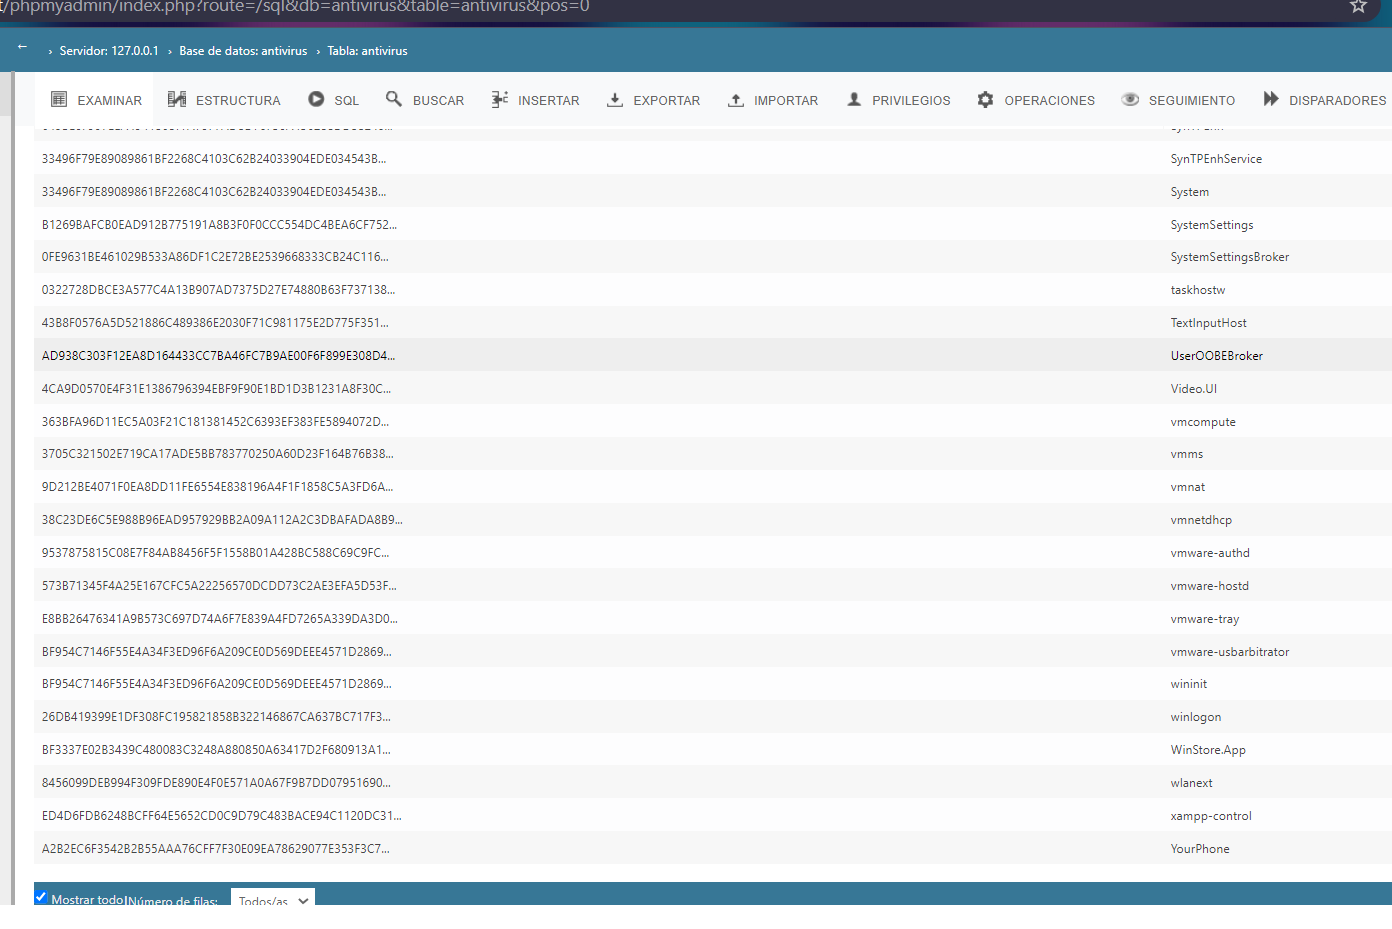 t/phpmyadmin/index.php?route=/sql&db=antivirus&table=antivirus&pos=0
← › Servidor: 127.0.0.1 › Base de datos: antivirus › Tabla: antivirus
EXAMINAR ESTRUCTURA SQL BUSCAR INSERTAR EXPORTAR IMPORTAR PRIVILEGIOS OPERACIONES SEGUIMIENTO DISPARADORES
33496F79E89089861BF2268C4103C62B24033904EDE034543B... SynTPEnhService
33496F79E89089861BF2268C4103C62B24033904EDE034543B... System
B1269BAFCB0EAD912B775191A8B3F0F0CCC554DC4BEA6CF752... SystemSettings
0FE9631BE461029B533A86DF1C2E72BE2539668333CB24C116... SystemSettingsBroker
0322728DBCE3A577C4A13B907AD7375D27E74880B63F737138... taskhostw
43B8F0576A5D521886C489386E2030F71C981175E2D775F351... TextInputHost
AD938C303F12EA8D164433CC7BA46FC7B9AE00F6F899E308D4... UserOOBEBroker
4CA9D0570E4F31E1386796394EBF9F90E1BD1D3B1231A8F30C... Video.UI
363BFA96D11EC5A03F21C181381452C6393EF383FE5894072D... vmcompute
3705C321502E719CA17ADE5BB783770250A60D23F164B76B38... vmms
9D212BE4071F0EA8DD11FE6554E838196A4F1F1858C5A3FD6A... vmnat
38C23DE6C5E988B96EAD957929BB2A09A112A2C3DBAFADA8B9... vmnetdhcp
9537875815C08E7F84AB8456F5F1558B01A428BC588C69C9FC... vmware-authd
573B71345F4A25E167CFC5A22256570DCDD73C2AE3EFA5D53F... vmware-hostd
E8BB26476341A9B573C697D74A6F7E839A4FD7265A339DA3D0... vmware-tray
BF954C7146F55E4A34F3ED96F6A209CE0D569DEEE4571D2869... vmware-usbarbitrator
BF954C7146F55E4A34F3ED96F6A209CE0D569DEEE4571D2869... wininit
26DB419399E1DF308FC195821858B322146867CA637BC717F3... winlogon
BF3337E02B3439C480083C3248A880850A63417D2F680913A1... WinStore.App
8456099DEB994F309FDE890E4F0E571A0A67F9B7DD07951690... wlanext
ED4D6FDB6248BCFF64E5652CD0C9D79C483BACE94C1120DC31... xampp-control
A2B2EC6F3542B2B55AAA76CFF7F30E09EA78629077E353F3C7... YourPhone
Mostrar todo|Número de filas: Todos/as